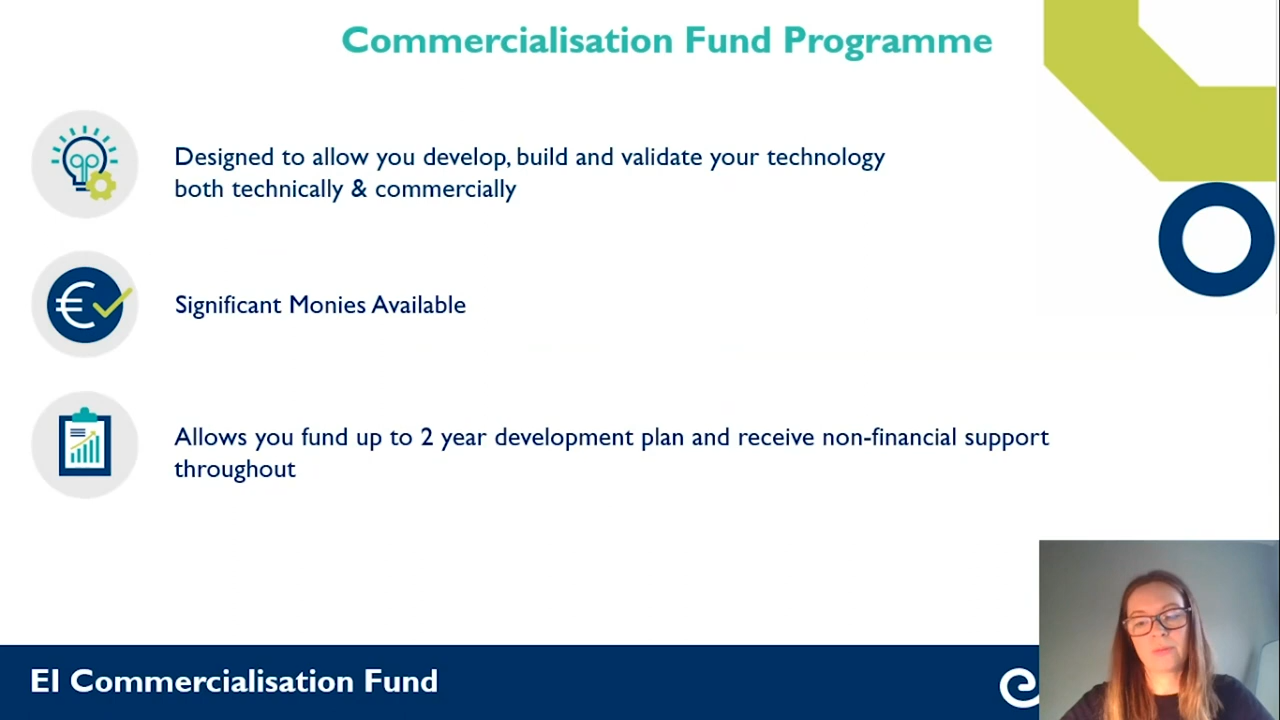 Commercialisation Fund Programme
Designed to allow you develop, build and validate your technology
both technically & commercially
Significant Monies Available
Allows you fund up to 2 year development plan and receive non-financial support
throughout
EI Commercialisation Fund